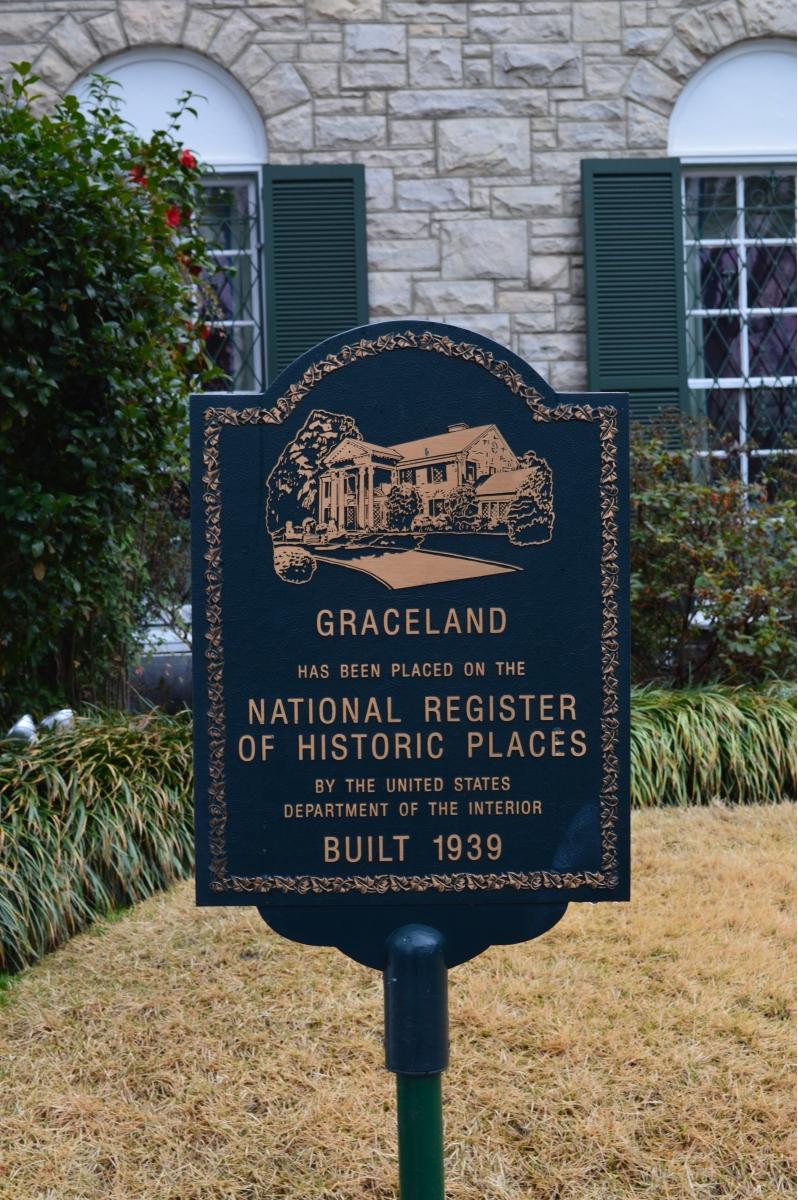 GRACELAND
HAS BEEN PLACED ON THE
NATIONAL REGISTER
OF HISTORIC PLACES
BY THE UNITED STATES
DEPARTMENT OF THE INTERIOR
BUILT 1939